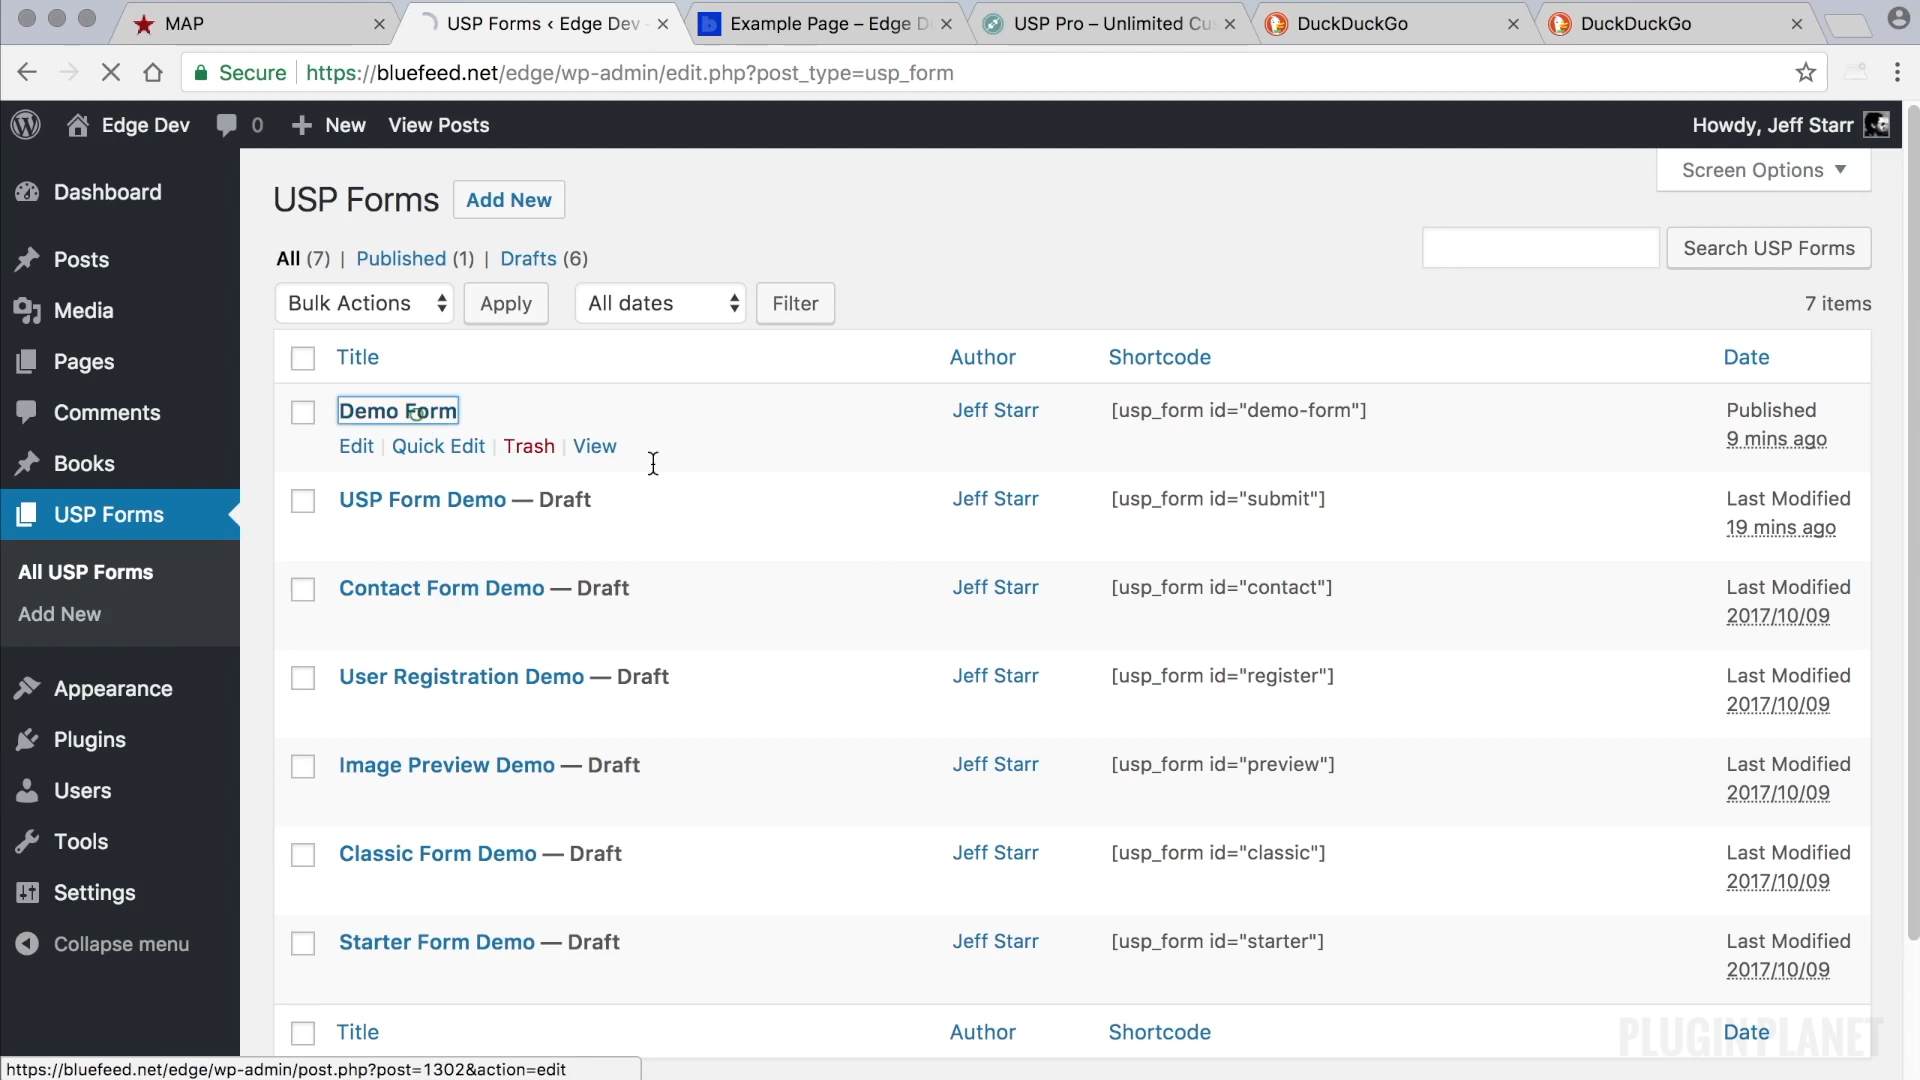 MAP
USP Forms ‹ Edge Dev -
Example Page – Edge D
USP Pro – Unlimited Cu
DuckDuckGo
DuckDuckGo
Secure
https://bluefeed.net/edge/wp-admin/edit.php?post_type=usp_form
Edge Dev
0
New
View Posts
Howdy, Jeff Starr
Dashboard
Posts
Media
Pages
Comments
Books
USP Forms
All USP Forms
Add New
Appearance
Plugins
Users
Tools
Settings
Collapse menu
Screen Options
USP Forms
Add New
All (7) | Published (1) | Drafts (6)
Search USP Forms
Bulk Actions
Apply
All dates
Filter
7 items
Title Author Shortcode Date
Demo Form Jeff Starr [usp_form id="demo-form"] Published
Edit | Quick Edit | Trash | View 9 mins ago
USP Form Demo — Draft Jeff Starr [usp_form id="submit"] Last Modified
19 mins ago
Contact Form Demo — Draft Jeff Starr [usp_form id="contact"] Last Modified
2017/10/09
User Registration Demo — Draft Jeff Starr [usp_form id="register"] Last Modified
2017/10/09
Image Preview Demo — Draft Jeff Starr [usp_form id="preview"] Last Modified
2017/10/09
Classic Form Demo — Draft Jeff Starr [usp_form id="classic"] Last Modified
2017/10/09
Starter Form Demo — Draft Jeff Starr [usp_form id="starter"] Last Modified
2017/10/09
Title Author Shortcode Date
PLUGIN PLANET
https://bluefeed.net/edge/wp-admin/post.php?post=1302&action=edit